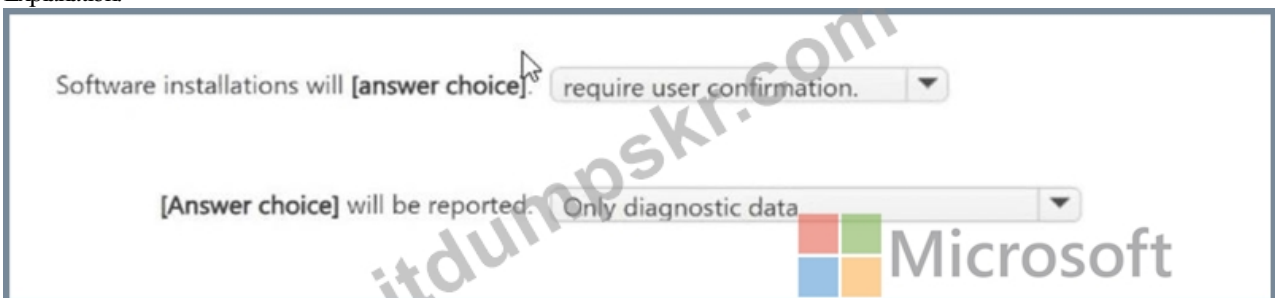 Explanation:
Software installations will [answer choice]. require user confirmation.
[Answer choice] will be reported. Only diagnostic data
itdumpskr.com
Microsoft